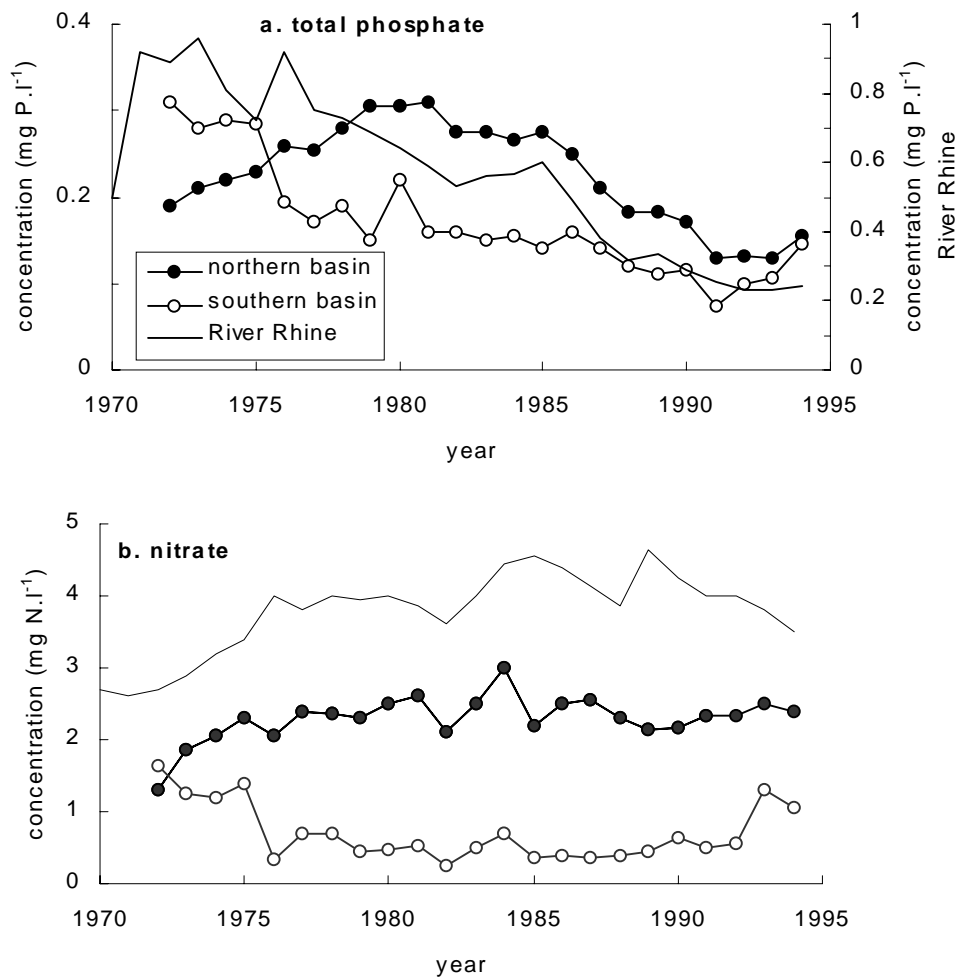 a. total phosphate
0.4
0.2
0
concentration (mg P.l-1)
1
0.8
0.6
0.4
0.2
0
concentration (mg P.l-1)
River Rhine
northern basin
southern basin
River Rhine
1970 1975 1980 1985 1990 1995
year
b. nitrate
5
4
3
2
1
0
concentration (mg N.l-1)
1970 1975 1980 1985 1990 1995
year